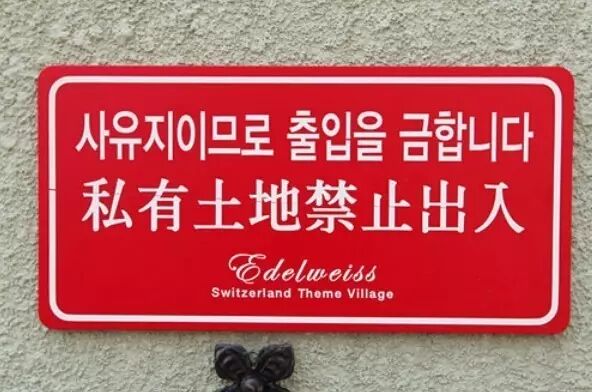 사유지이므로 출입을 금합니다
私有土地禁止出入
Edelweiss
Switzerland Theme Village